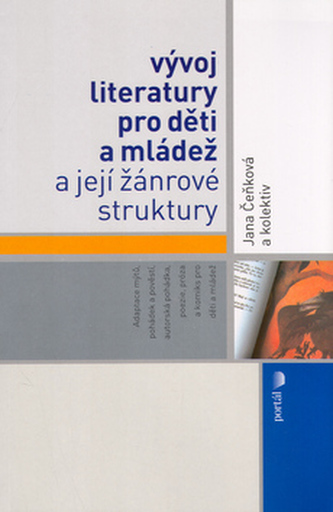 vývoj
literatury
pro děti
a mládež
a její žánrové
struktury
Jana Čeňková
a kolektiv
Adaptace mýtů,
pohádek a pověstí,
autorská pohádka,
poezie, próza
a komiks pro
děti a mládež
portál